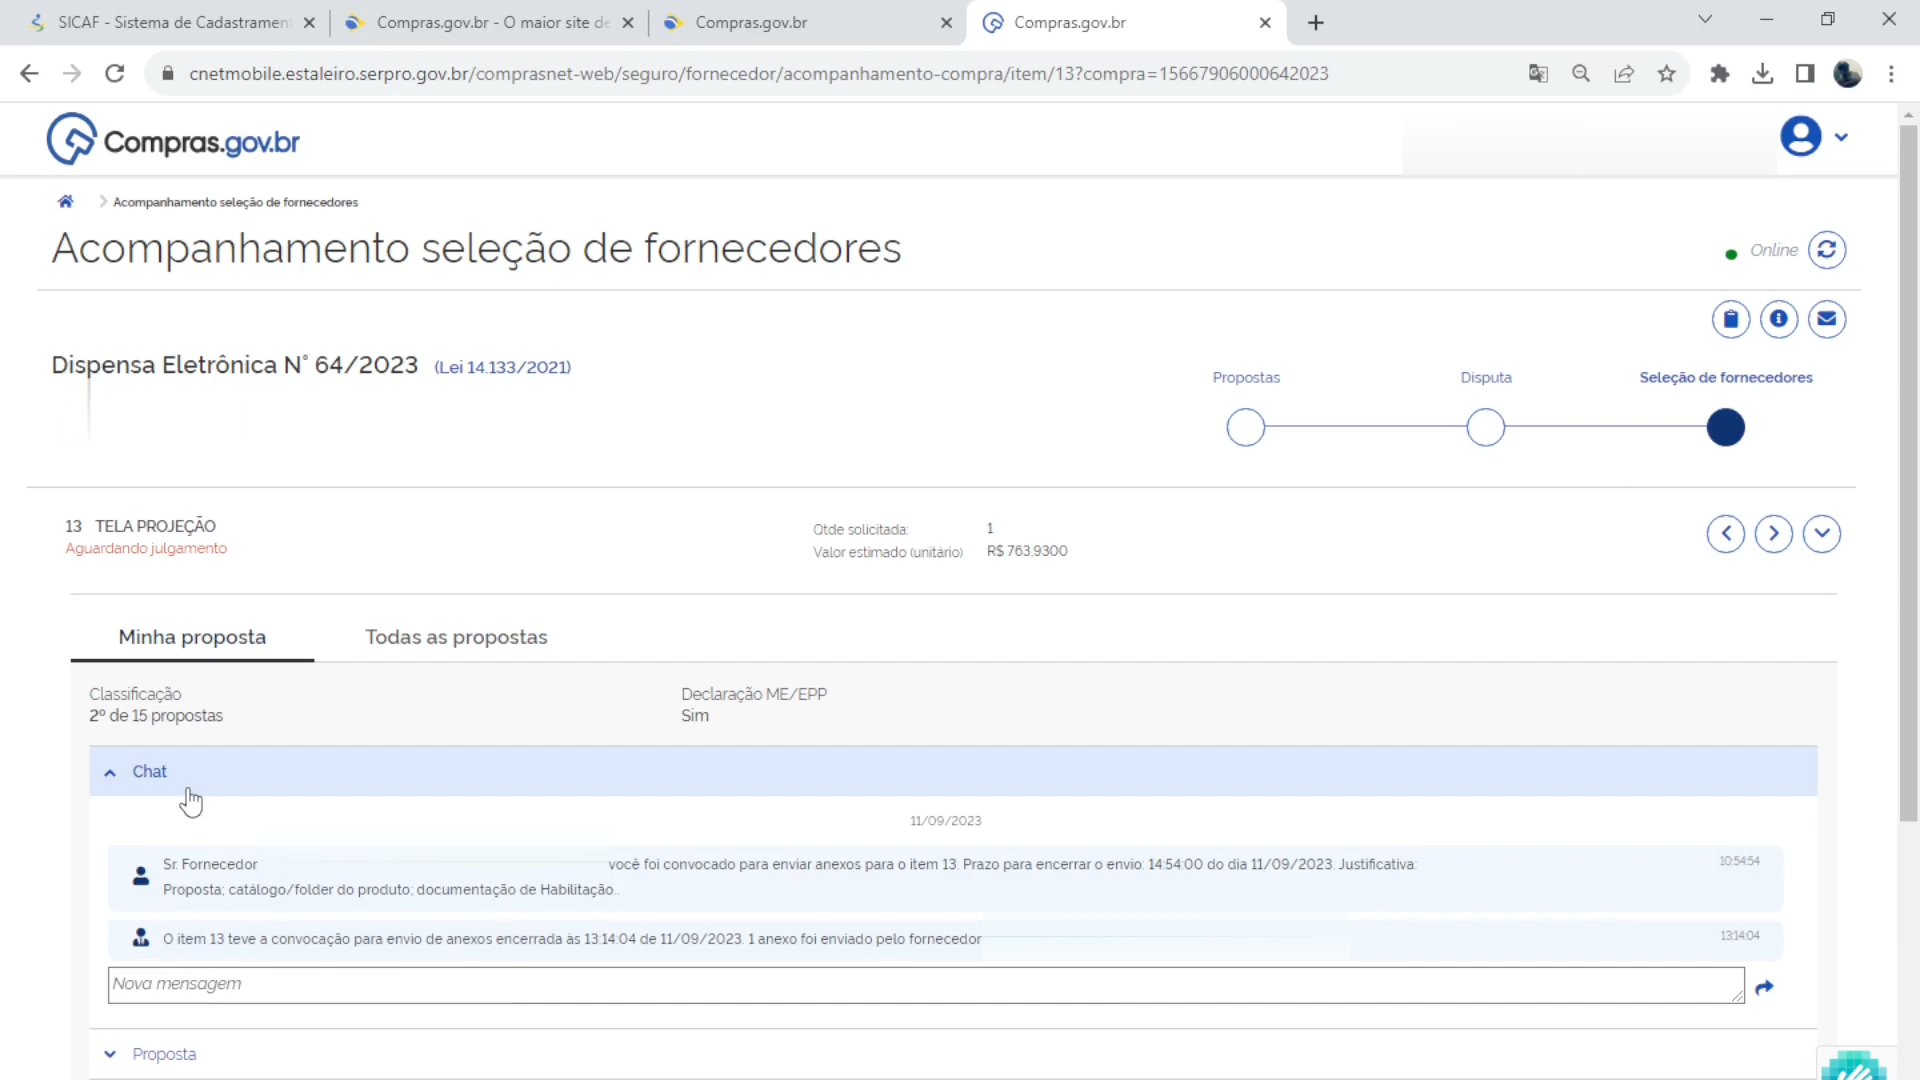 SICAF - Sistema de Cadastramen
Compras.gov.br - O maior site de
Compras.gov.br
Compras.gov.br
cnetmobile.estaleiro.serpro.gov.br/comprasnet-web/seguro/fornecedor/acompanhamento-compra/item/13?compra=15667906000642023
Compras.gov.br
Acompanhamento seleção de fornecedores
Acompanhamento seleção de fornecedores
Online
Dispensa Eletrônica N° 64/2023 (Lei 14.133/2021)
Propostas
Disputa
Seleção de fornecedores
13 TELA PROJEÇÃO
Aguardando julgamento
Qtde solicitada: 1
Valor estimado (unitário) R$ 763,9300
Minha proposta
Todas as propostas
Classificação
2º de 15 propostas
Declaração ME/EPP
Sim
Chat
11/09/2023
Sr. Fornecedor você foi convocado para enviar anexos para o item 13. Prazo para encerrar o envio: 14:54:00 do dia 11/09/2023. Justificativa:
10:54:54
Proposta; catálogo/folder do produto; documentação de Habilitação..
O item 13 teve a convocação para envio de anexos encerrada às 13:14:04 de 11/09/2023. 1 anexo foi enviado pelo fornecedor
13:14:04
Nova mensagem
Proposta